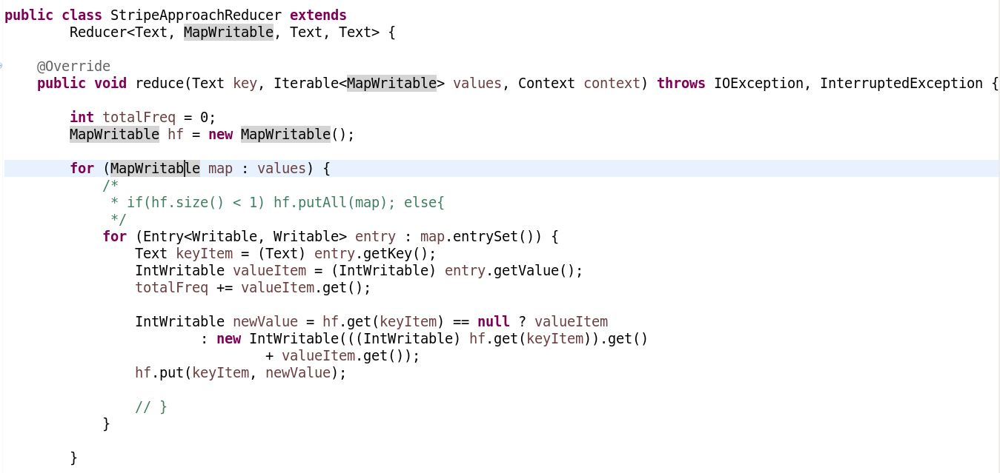 public class StripeApproachReducer extends
Reducer<Text, MapWritable, Text, Text> {
@Override
public void reduce(Text key, Iterable<MapWritable> values, Context context) throws IOException, InterruptedException {
int totalFreq = 0;
MapWritable hf = new MapWritable();
for (MapWritable map : values) {
/*
* if(hf.size() < 1) hf.putAll(map); else{
*/
for (Entry<Writable, Writable> entry : map.entrySet()) {
Text keyItem = (Text) entry.getKey();
IntWritable valueItem = (IntWritable) entry.getValue();
totalFreq += valueItem.get();
IntWritable newValue = hf.get(keyItem) == null ? valueItem
: new IntWritable(((IntWritable) hf.get(keyItem)).get()
+ valueItem.get());
hf.put(keyItem, newValue);
// }
}
}